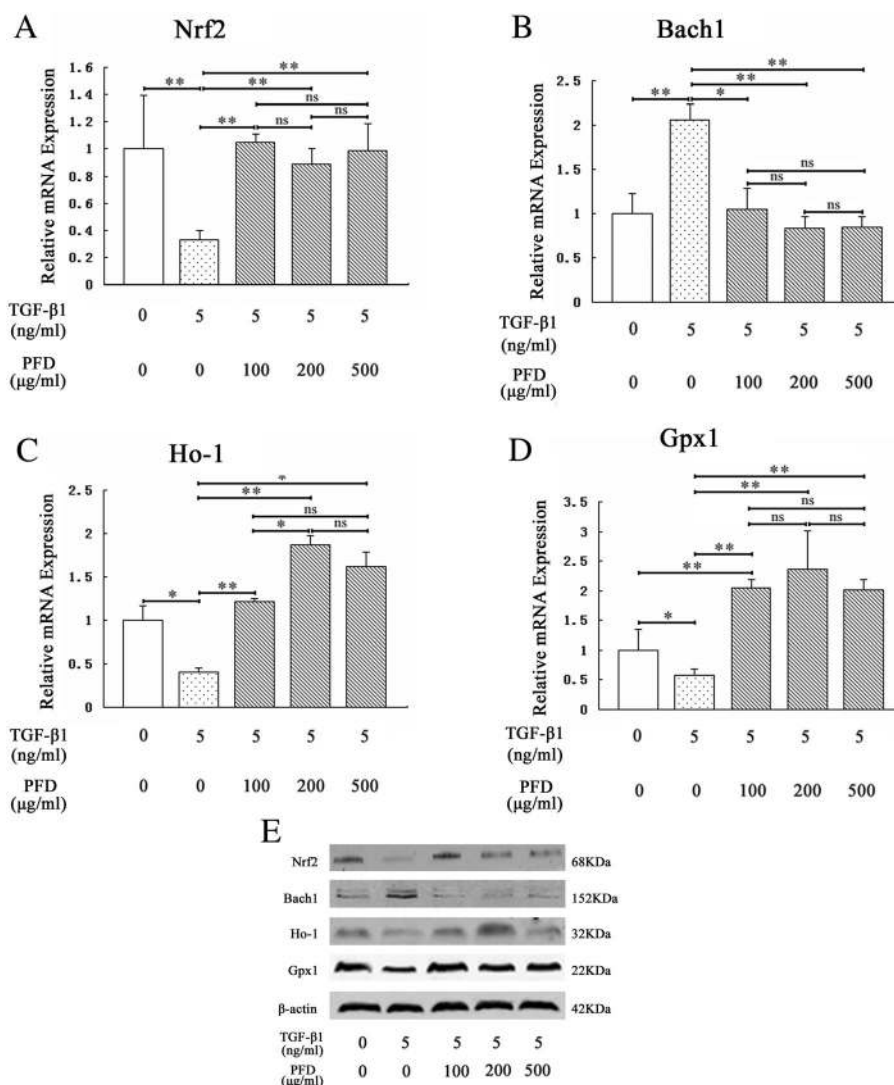 A
Nrf2
Relative mRNA Expression
1.6
1.4
1.2
1
0.8
0.6
0.4
0.2
0
**
** **
ns
** ns ns
TGF-β1 0 5 5 5 5
(ng/ml)
PFD 0 0 100 200 500
(μg/ml)
B
Bach1
Relative mRNA Expression
2.5
2
1.5
1
0.5
0
**
**
** *
ns
ns
ns
TGF-β1 0 5 5 5 5
(ng/ml)
PFD 0 0 100 200 500
(μg/ml)
C
Ho-1
Relative mRNA Expression
2.5
2
1.5
1
0.5
0
*
**
ns
* ns
* **
TGF-β1 0 5 5 5 5
(ng/ml)
PFD 0 0 100 200 500
(μg/ml)
D
Gpx1
Relative mRNA Expression
3.5
3
2.5
2
1.5
1
0.5
0
**
**
ns
ns ns
**
**
*
TGF-β1 0 5 5 5 5
(ng/ml)
PFD 0 0 100 200 500
(μg/ml)
E
Nrf2 68KDa
Bach1 152KDa
Ho-1 32KDa
Gpx1 22KDa
β-actin 42KDa
TGF-β1 0 5 5 5 5
(ng/ml)
PFD 0 0 100 200 500
(μg/ml)